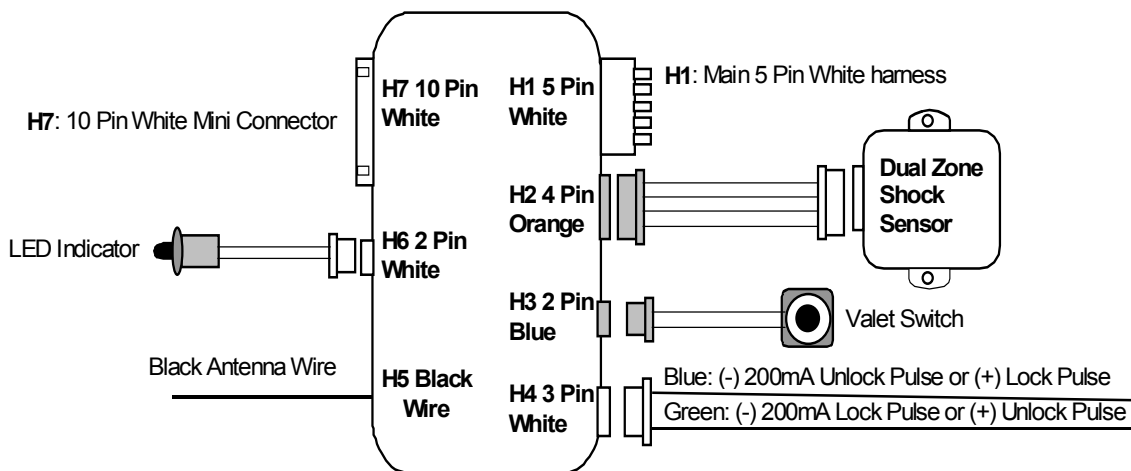 H7: 10 Pin White Mini Connector
LED Indicator
Black Antenna Wire
H7 10 Pin
White
H6 2 Pin
White
H5 Black
Wire
H1 5 Pin
White
H2 4 Pin
Orange
H3 2 Pin
Blue
H4 3 Pin
White
H1: Main 5 Pin White harness
Dual Zone
Shock
Sensor
Valet Switch
Blue: (-) 200mA Unlock Pulse or (+) Lock Pulse
Green: (-) 200mA Lock Pulse or (+) Unlock Pulse